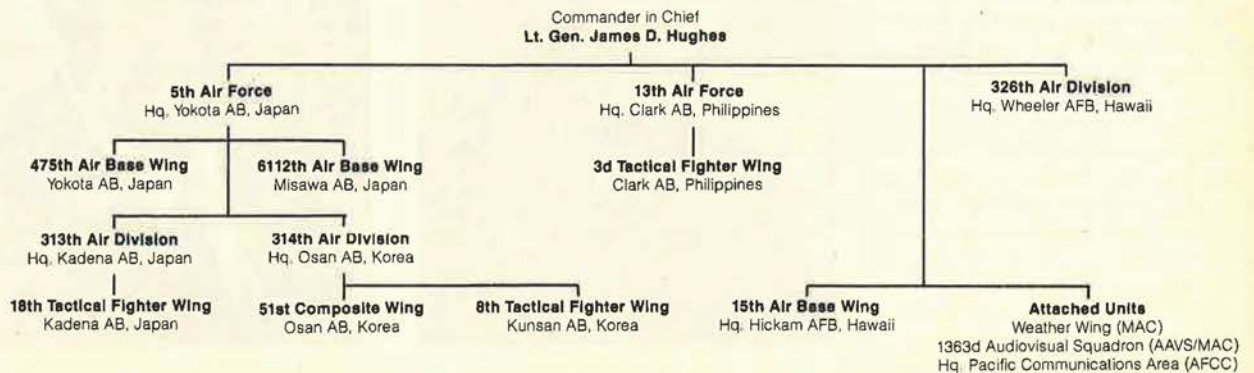 Commander in Chief
Lt. Gen. James D. Hughes
5th Air Force
Hq. Yokota AB, Japan
13th Air Force
Hq. Clark AB, Philippines
326th Air Division
Hq. Wheeler AFB, Hawaii
475th Air Base Wing
Yokota AB, Japan
6112th Air Base Wing
Misawa AB, Japan
3d Tactical Fighter Wing
Clark AB, Philippines
313th Air Division
Hq. Kadena AB, Japan
314th Air Division
Hq. Osan AB, Korea
18th Tactical Fighter Wing
Kadena AB, Japan
51st Composite Wing
Osan AB, Korea
8th Tactical Fighter Wing
Kunsan AB, Korea
15th Air Base Wing
Hq. Hickam AFB, Hawaii
Attached Units
Weather Wing (MAC)
1363d Audiovisual Squadron (AAVS/MAC)
Hq. Pacific Communications Area (AFCC)